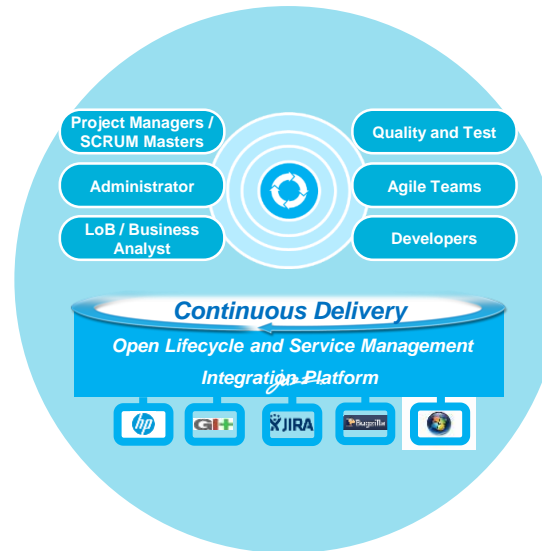 Project Managers /
SCRUM Masters
Quality and Test
Administrator
Agile Teams
LoB / Business
Analyst
Developers
Continuous Delivery
Open Lifecycle and Service Management
Integration Platform
jazz
hp
GIt
JIRA
Bugzilla